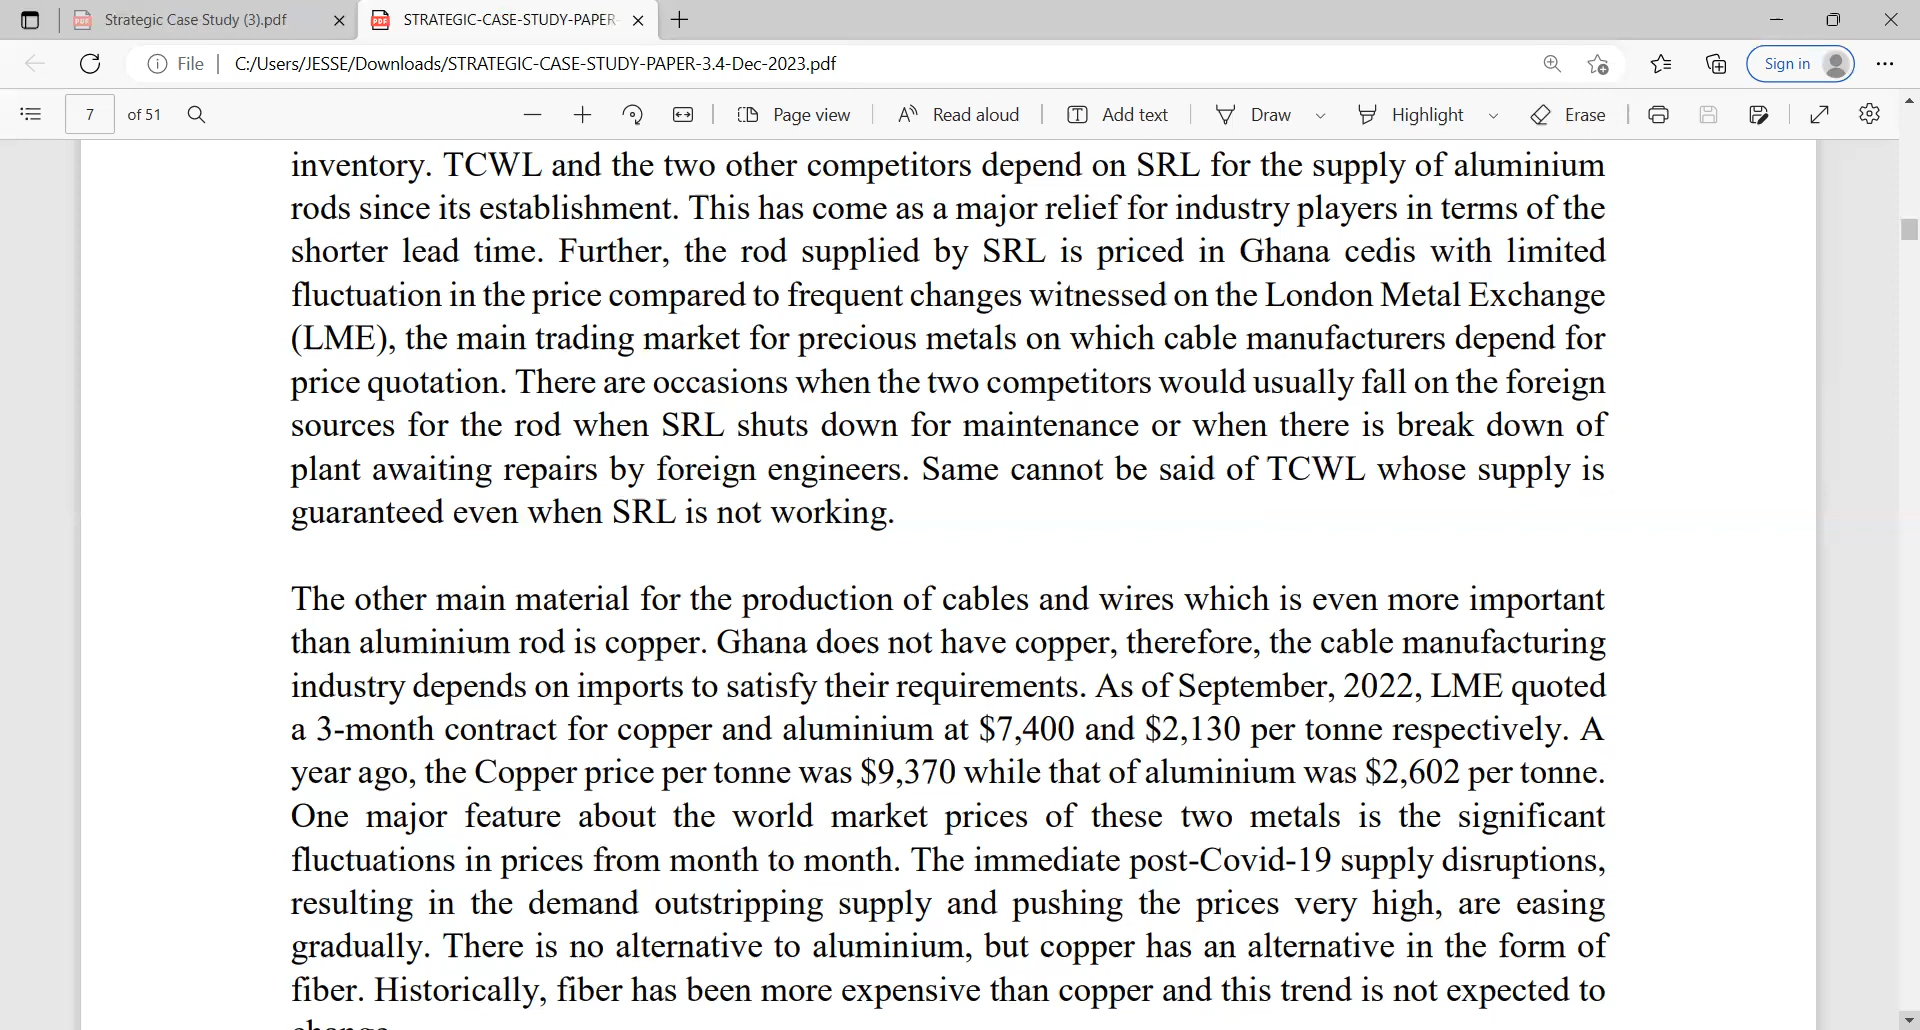 Strategic Case Study (3).pdf
STRATEGIC-CASE-STUDY-PAPER-
File
C:/Users/JESSE/Downloads/STRATEGIC-CASE-STUDY-PAPER-3.4-Dec-2023.pdf
Sign in
7 of 51
Page view
Read aloud
Add text
Draw
Highlight
Erase
inventory. TCWL and the two other competitors depend on SRL for the supply of aluminium
rods since its establishment. This has come as a major relief for industry players in terms of the
shorter lead time. Further, the rod supplied by SRL is priced in Ghana cedis with limited
fluctuation in the price compared to frequent changes witnessed on the London Metal Exchange
(LME), the main trading market for precious metals on which cable manufacturers depend for
price quotation. There are occasions when the two competitors would usually fall on the foreign
sources for the rod when SRL shuts down for maintenance or when there is break down of
plant awaiting repairs by foreign engineers. Same cannot be said of TCWL whose supply is
guaranteed even when SRL is not working.
The other main material for the production of cables and wires which is even more important
than aluminium rod is copper. Ghana does not have copper, therefore, the cable manufacturing
industry depends on imports to satisfy their requirements. As of September, 2022, LME quoted
a 3-month contract for copper and aluminium at $7,400 and $2,130 per tonne respectively. A
year ago, the Copper price per tonne was $9,370 while that of aluminium was $2,602 per tonne.
One major feature about the world market prices of these two metals is the significant
fluctuations in prices from month to month. The immediate post-Covid-19 supply disruptions,
resulting in the demand outstripping supply and pushing the prices very high, are easing
gradually. There is no alternative to aluminium, but copper has an alternative in the form of
fiber. Historically, fiber has been more expensive than copper and this trend is not expected to